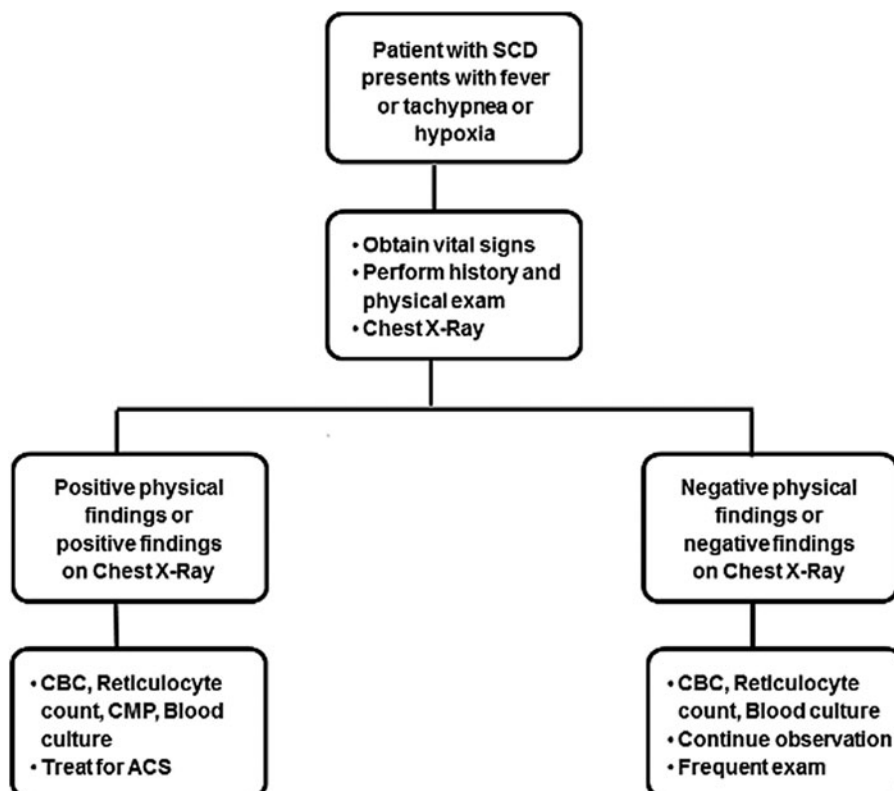 Patient with SCD
presents with fever
or tachypnea or
hypoxia
• Obtain vital signs
• Perform history and
physical exam
• Chest X-Ray
Positive physical
findings or
positive findings
on Chest X-Ray
Negative physical
findings or
negative findings
on Chest X-Ray
• CBC, Reticulocyte
count, CMP, Blood
culture
• Treat for ACS
• CBC, Reticulocyte
count, Blood culture
• Continue observation
• Frequent exam